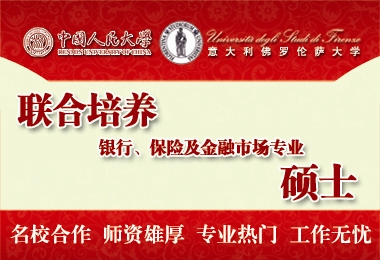 中国人民大学
RENMIN UNIVERSITY OF CHINA
Università degli Studi di Firenze
意大利佛罗伦萨大学
联合培养
银行、保险及金融市场专业
硕士
名校合作 师资雄厚 专业热门 工作无忧